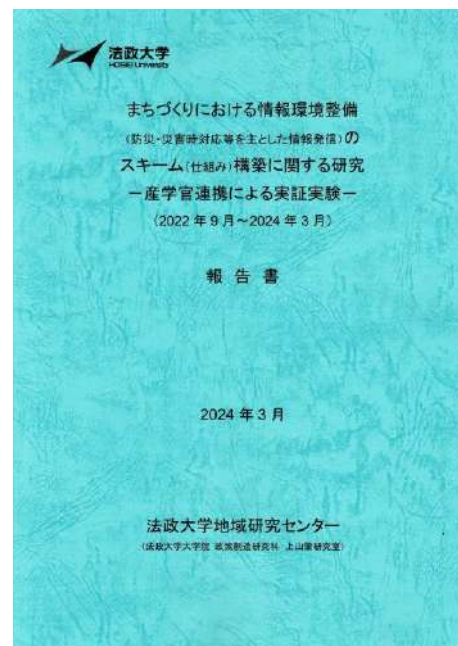 法政大学
HOSEI University
まちづくりにおける情報環境整備
(防災・災害時対応等を主とした情報発信)の
スキーム(仕組み)構築に関する研究
ー産学官連携による実証実験ー
(2022年9月~2024年3月)
報告書
2024年3月
法政大学地域研究センター
(法政大学大学院 政策創造研究科 上山肇研究室)